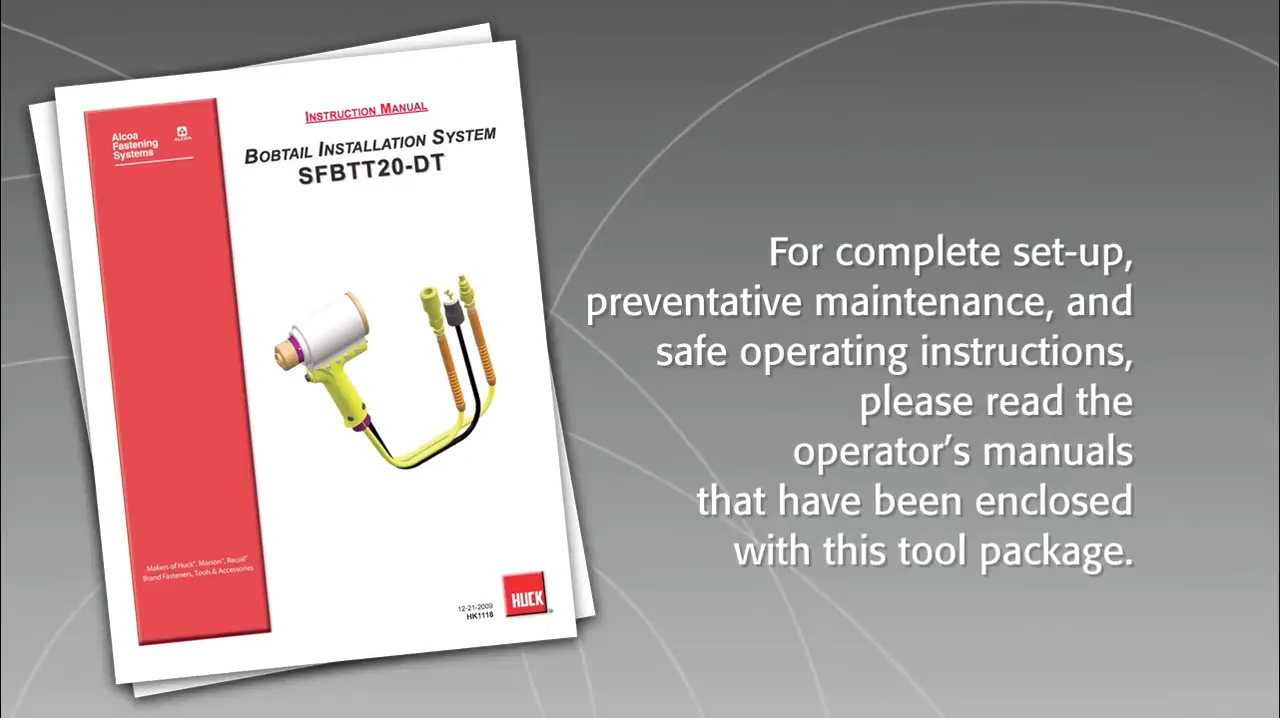 Alcoa
Fastening
Systems
ALCOA
INSTRUCTION MANUAL
BOBTAIL INSTALLATION SYSTEM
SFBTT20-DT
Makers of Huck®, Marson®, Recoil®
Brand Fasteners, Tools & Accessories
12-21-2009
HK1118
HUCK®
For complete set-up,
preventative maintenance, and
safe operating instructions,
please read the
operator’s manuals
that have been enclosed
with this tool package.